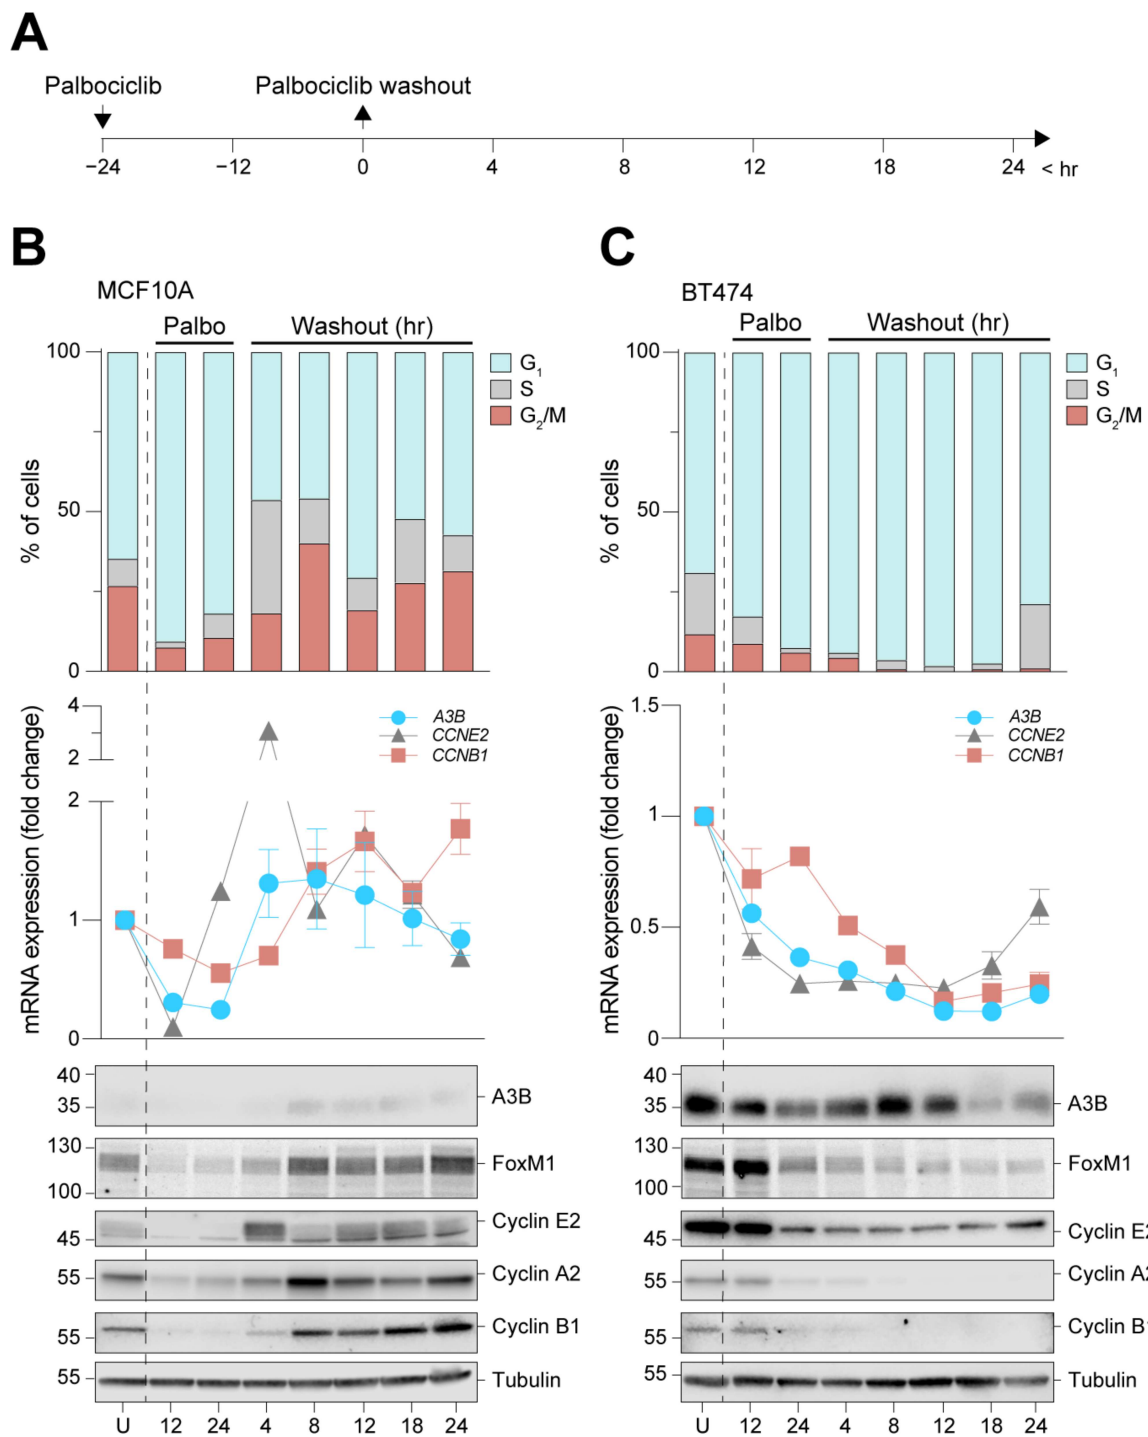 A
Palbociclib
Palbociclib washout
−24 −12 0 4 8 12 18 24 < hr
B
MCF10A
Palbo Washout (hr)
G1
S
G2/M
100
50
0
% of cells
4
2
2
1
0
mRNA expression (fold change)
A3B
CCNE2
CCNB1
40
35
A3B
130
100
FoxM1
45
Cyclin E2
55
Cyclin A2
55
Cyclin B1
55
Tubulin
U 12 24 4 8 12 18 24
C
BT474
Palbo Washout (hr)
G1
S
G2/M
100
50
0
% of cells
1.5
1
0.5
0
mRNA expression (fold change)
A3B
CCNE2
CCNB1
40
35
A3B
130
100
FoxM1
45
Cyclin E2
55
Cyclin A2
55
Cyclin B
55
Tubulin
U 12 24 4 8 12 18 24